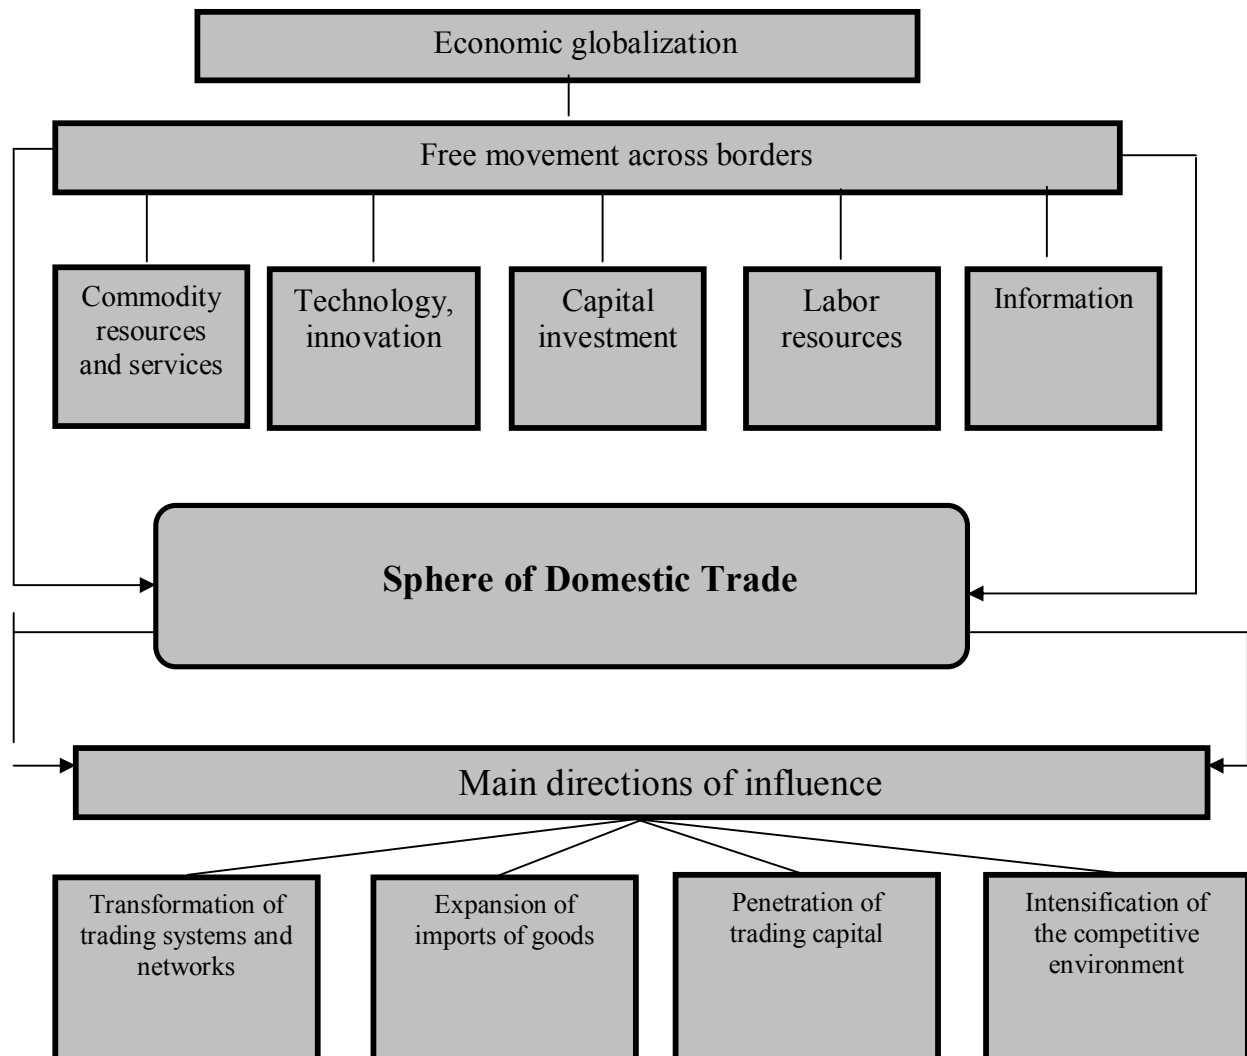 Economic globalization
Free movement across borders
Commodity
resources
and services
Technology,
innovation
Capital
investment
Labor
resources
Information
Sphere of Domestic Trade
Main directions of influence
Transformation of
trading systems and
networks
Expansion of
imports of goods
Penetration of
trading capital
Intensification of
the competitive
environment